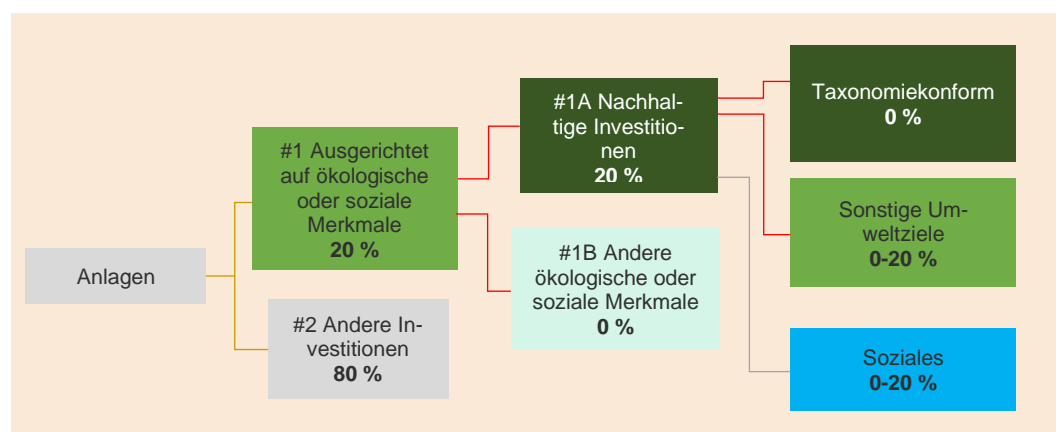 Anlagen
#1 Ausgerichtet
auf ökologische
oder soziale
Merkmale
20 %
#2 Andere In-
vestitionen
80 %
#1A Nachhal-
tige Investitio-
nen
20 %
#1B Andere
ökologische oder
soziale Merkmale
0 %
Taxonomiekonform
0 %
Sonstige Um-
weltziele
0-20 %
Soziales
0-20 %